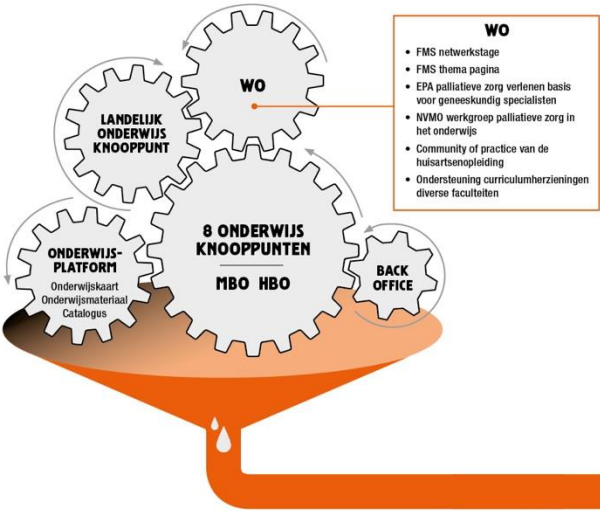 WO
LANDELIJK
ONDERWIJS
KNOOPPUNT
8 ONDERWIJS
KNOOPPUNTEN
MBO HBO
ONDERWIJS-
PLATFORM
Onderwijskaart
Onderwijsmateriaal
Catalogus
BACK
OFFICE
WO
• FMS netwerkstage
• FMS thema pagina
• EPA palliatieve zorg verlenen basis
voor geneeskundig specialisten
• NVMO werkgroep palliatieve zorg in
het onderwijs
• Community of practice van de
huisartsenopleiding
• Ondersteuning curriculumherzieningen
diverse faculteiten